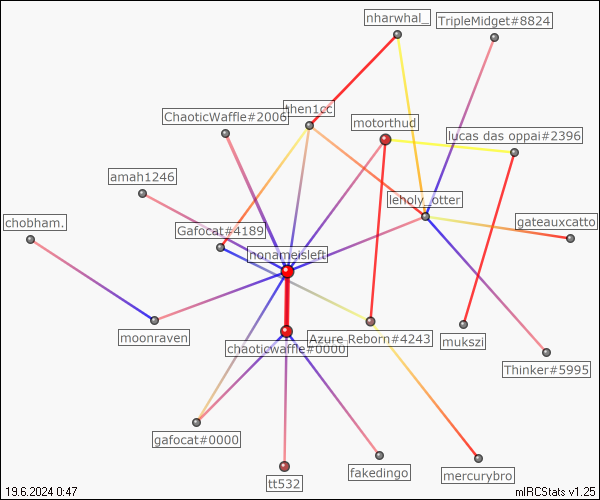 nharwhal_
TripleMidget#8824
ChaoticWaffle#2006
then1cc
motorthud
lucas das oppai#2396
amah1246
leholy_otter
chobham.
Gafocat#4189
gateauxcatto
nonameisleft
moonraven
chaoticwaffle#0000
Azure Reborn#4243
mukszi
Thinker#5995
gafocat#0000
fakedingo
mercurybro
tt532
19.6.2024 0:47
mIRCStats v1.25